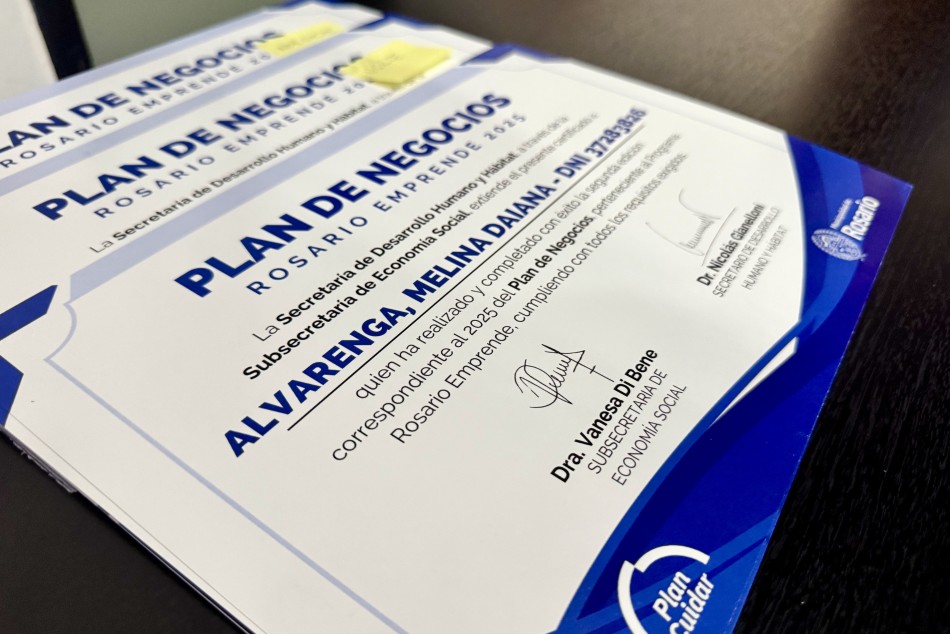 PLAN DE NEGOCIOS
ROSARIO EMPRENDE 20
PLAN DE NEGOCIOS
ROSARIO EMPRENDE 20
La Secretaría de Desarrollo Humano y Hábitat,
PLAN DE NEGOCIOS
ROSARIO EMPRENDE 2025
La Secretaría de Desarrollo Humano y Hábitat, a través de la
Subsecretaría de Economía Social, extiende el presente certificado a
ALVARENGA, MELINA DAIANA - DNI 37283826
quien ha realizado y completado con éxito la segunda edición
correspondiente al 2025 del Plan de Negocios, perteneciente al Programa
Rosario Emprende, cumpliendo con todos los requisitos exigidos.
Dr. Nicolás Gianelloni
SECRETARIO DE DESARROLLO
HUMANO Y HÁBITAT
Dra. Vanesa Di Bene
SUBSECRETARIA DE
ECONOMÍA SOCIAL
Rosario
Plan
Cuidar